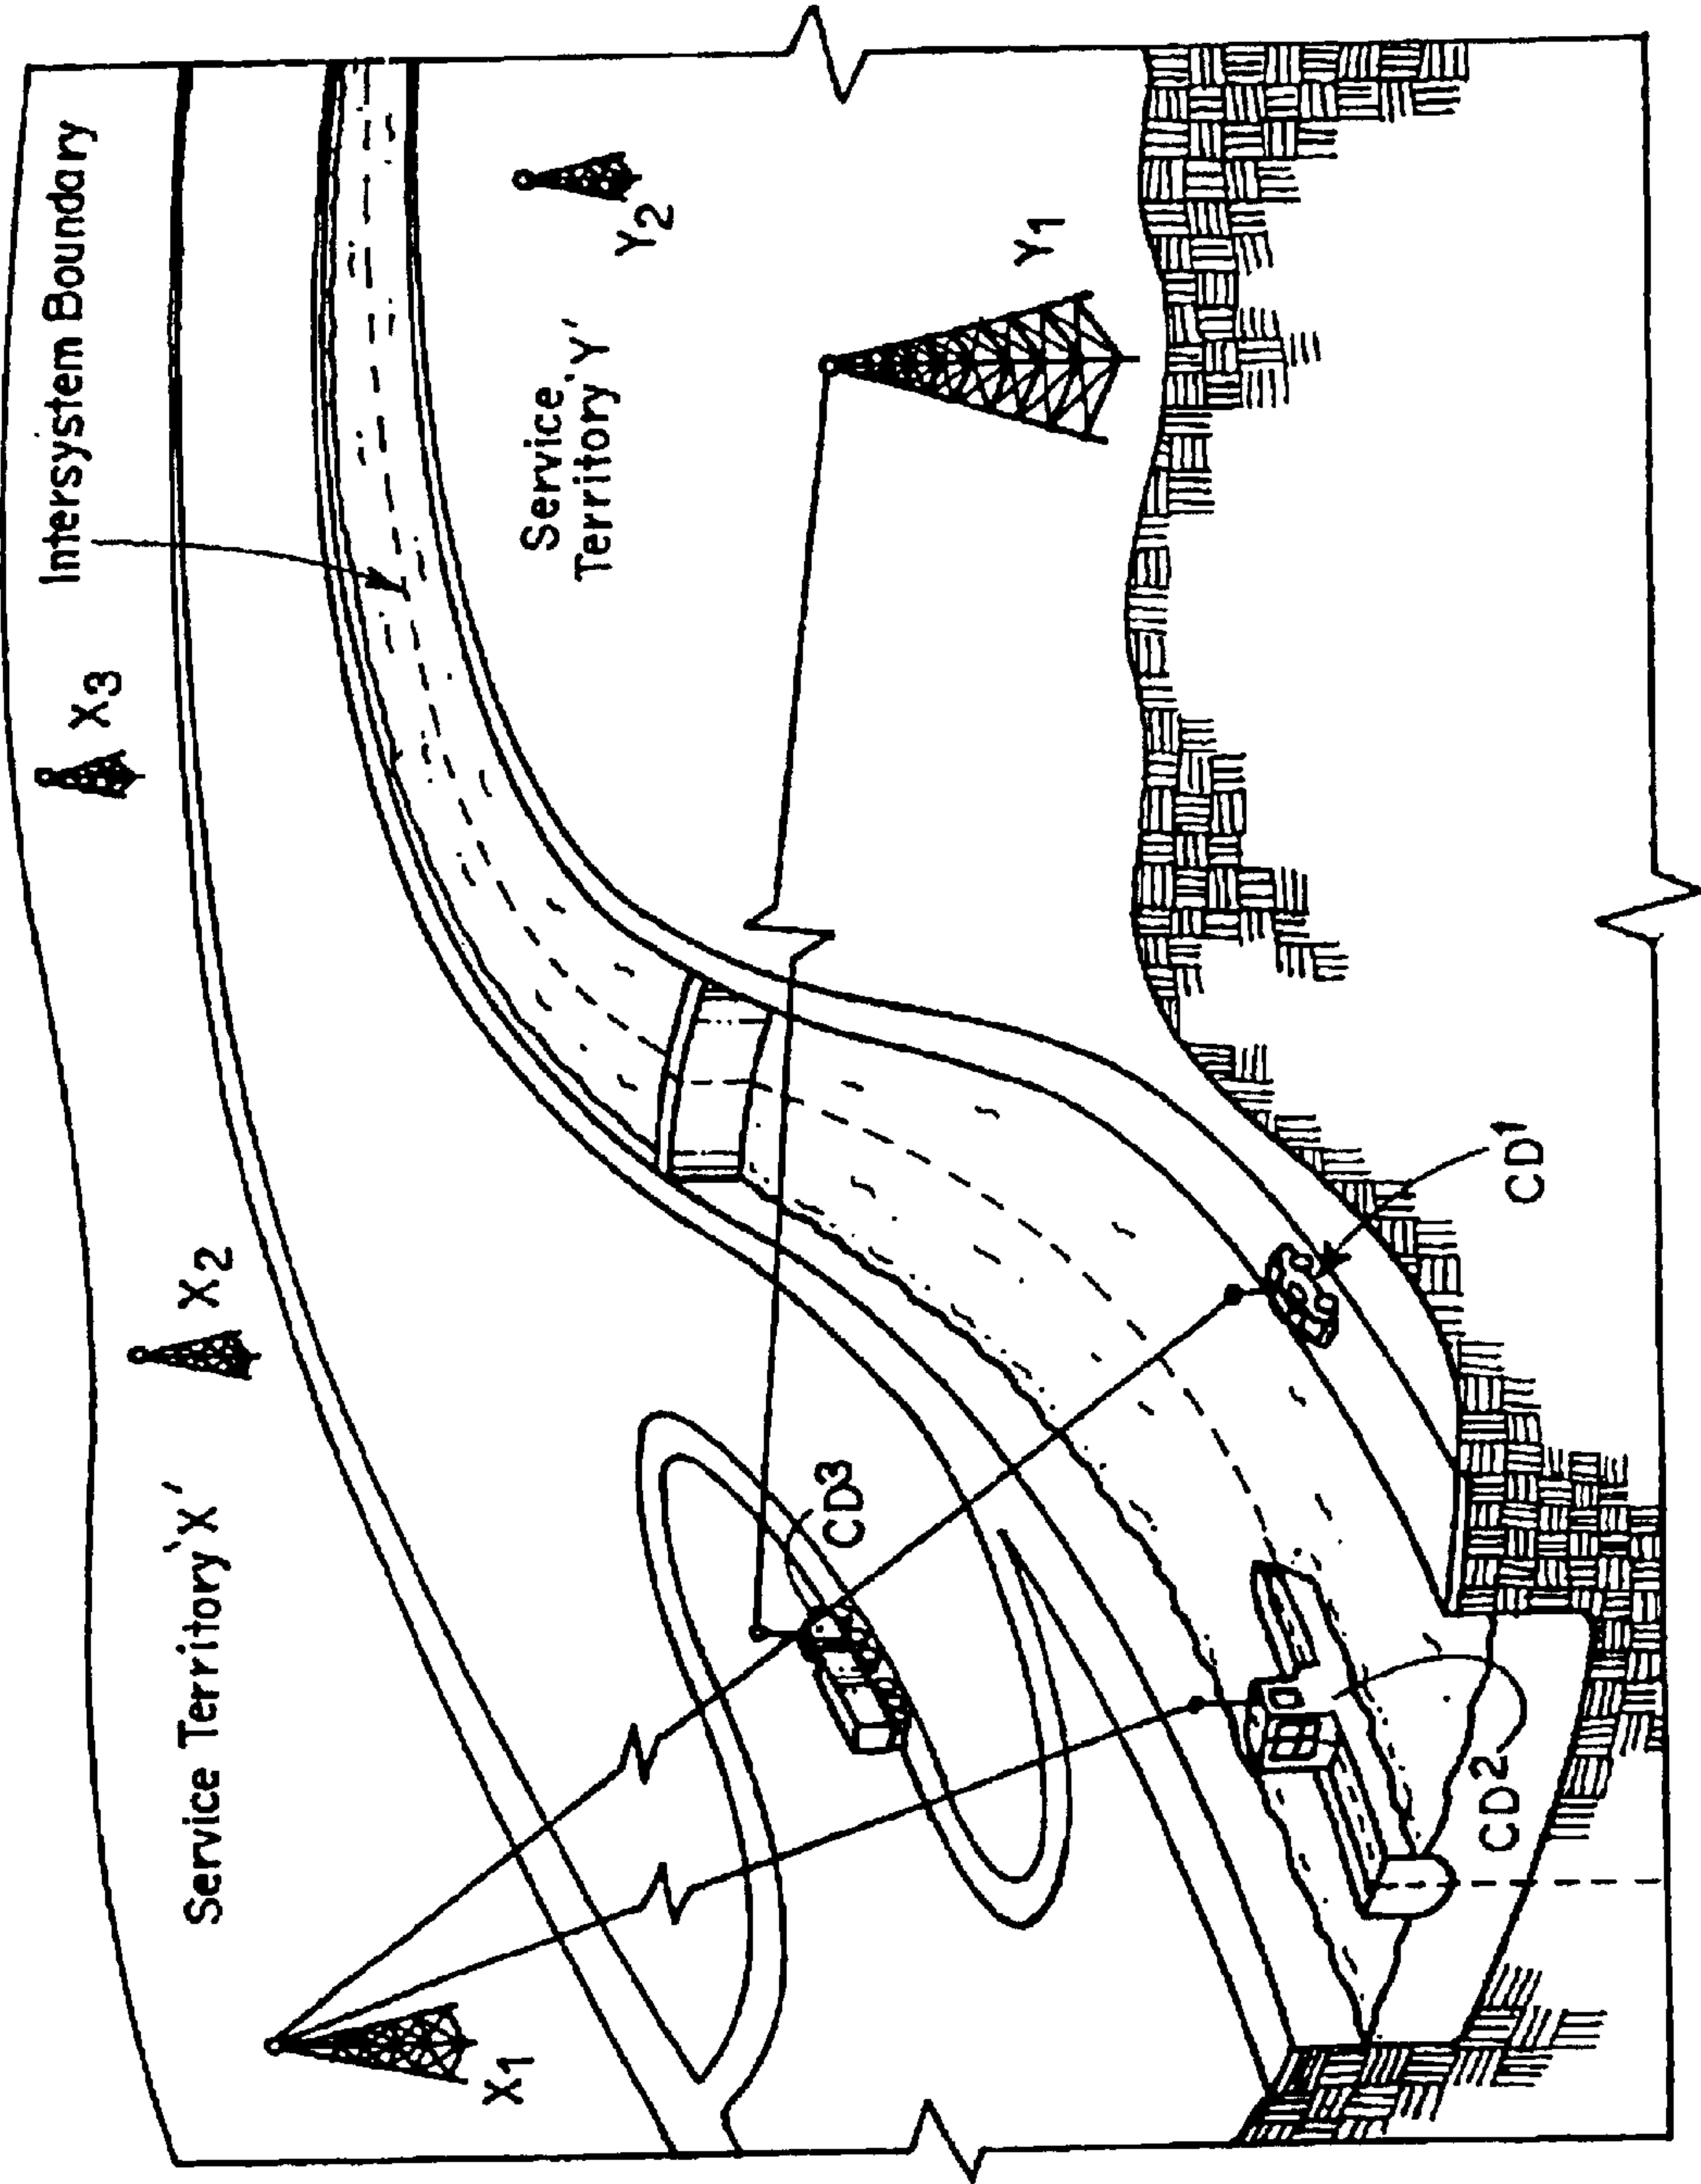 Service Territory 'X'
Intersystem Boundary
X3
X2
X1
Service
Territory 'Y'
Y2
Y1
CD3
CD1
CD2